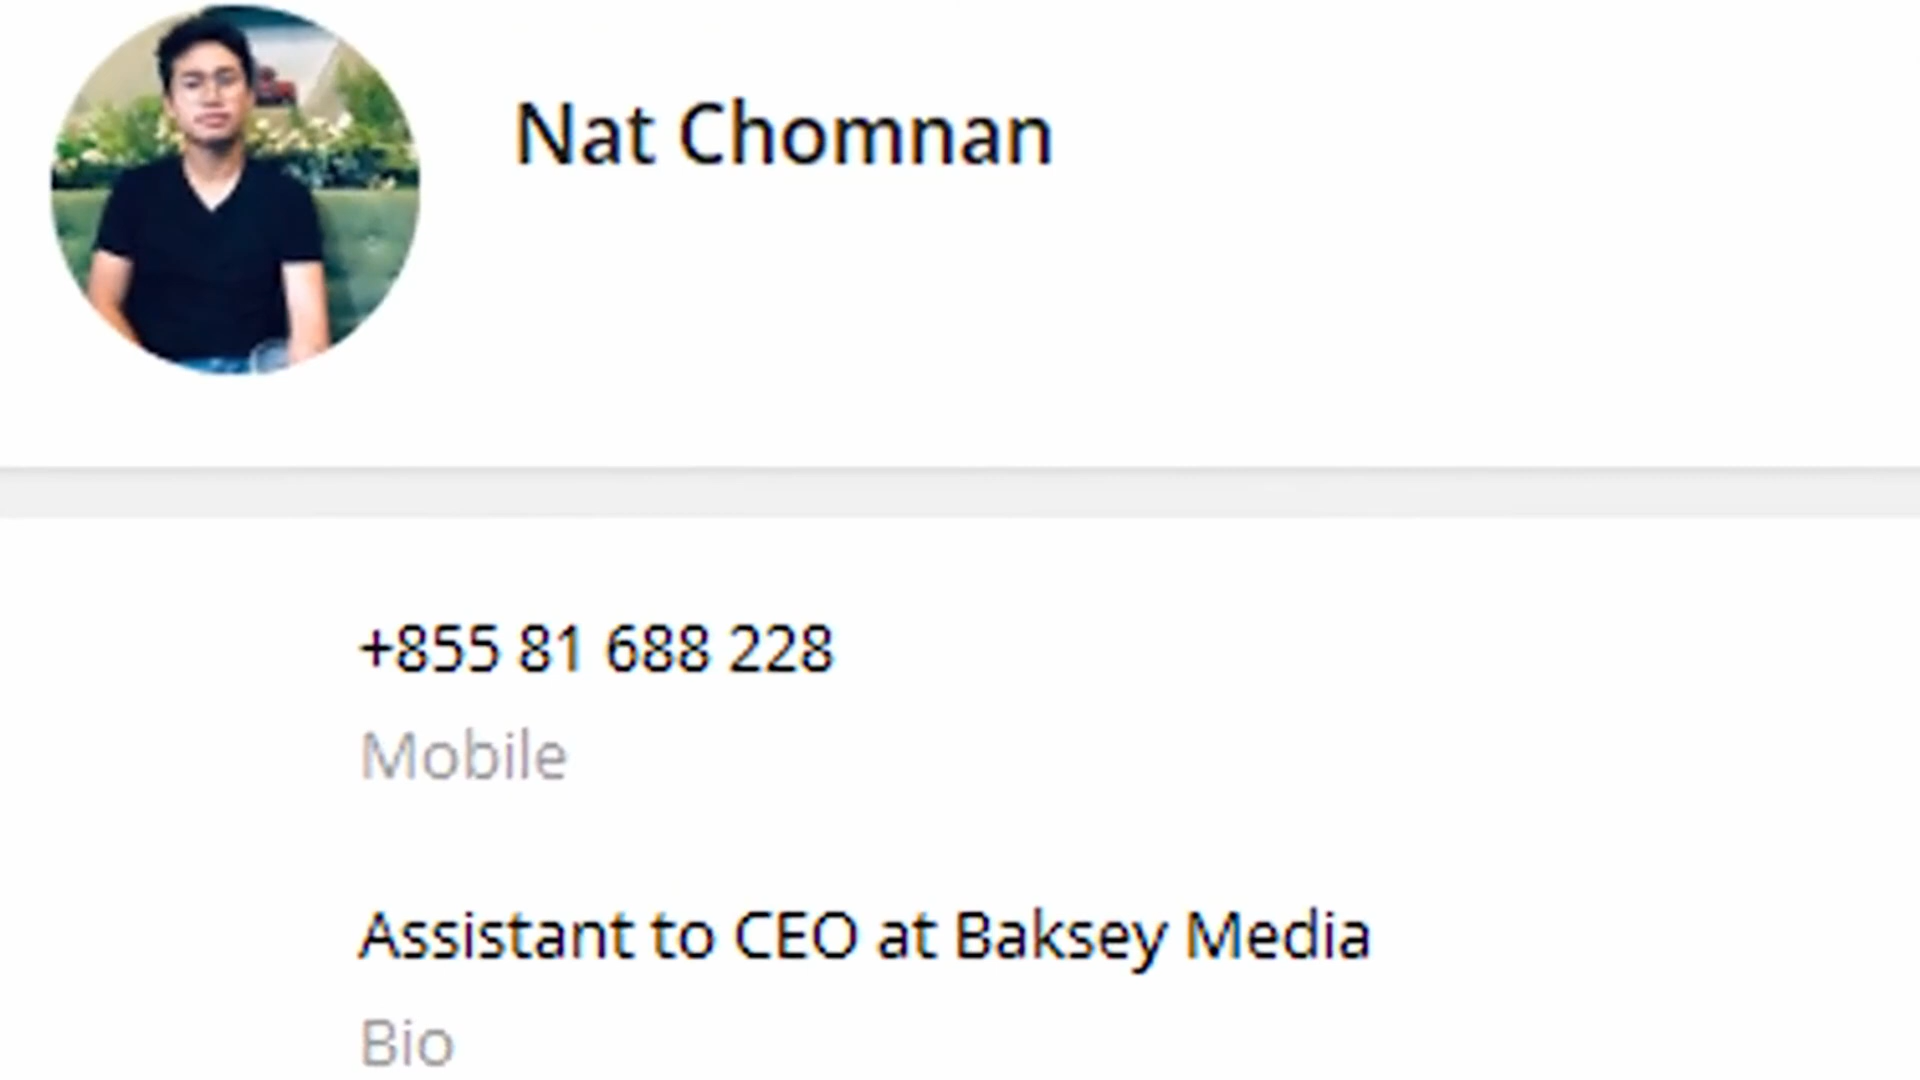 Nat Chomnan
+855 81 688 228
Mobile
Assistant to CEO at Baksey Media
Bio